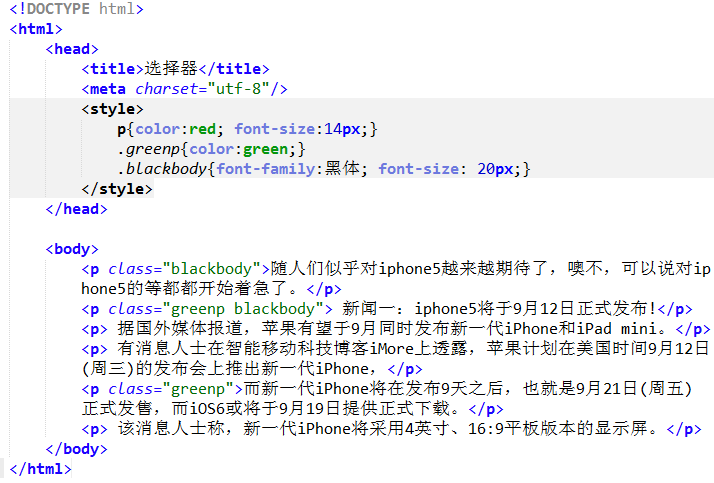 <!DOCTYPE html>
<html>
<head>
<title>选择器</title>
<meta charset="utf-8"/>
<style>
p{color:red; font-size:14px;}
.greenp{color:green;}
.blackbody{font-family:黑体; font-size: 20px;}
</style>
</head>
<body>
<p class="blackbody">随人们似乎对iphone5越来越期待了，噢不，可以说对ip
hone5的等都都开始着急了。</p>
<p class="greenp blackbody"> 新闻一：iphone5将于9月12日正式发布!</p>
<p> 据国外媒体报道，苹果有望于9月同时发布新一代iPhone和iPad mini。</p>
<p> 有消息人士在智能移动科技博客iMore上透露，苹果计划在美国时间9月12日
(周三)的发布会上推出新一代iPhone，</p>
<p class="greenp">而新一代iPhone将在发布9天之后，也就是9月21日(周五)
正式发售，而iOS6或将于9月19日提供正式下载。</p>
<p> 该消息人士称，新一代iPhone将采用4英寸、16:9平板版本的显示屏。</p>
</body>
</html>